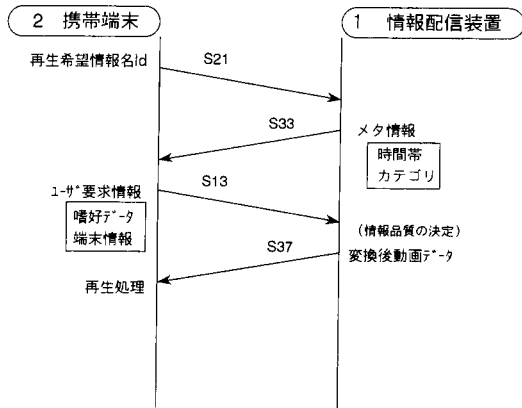 2 携帯端末
1 情報配信装置
再生希望情報名Id
S21
S33
メタ情報
時間帯
カテゴリ
ユーザ要求情報
S13
嗜好データ
端末情報
(情報品質の決定)
S37
変換後動画データ
再生処理